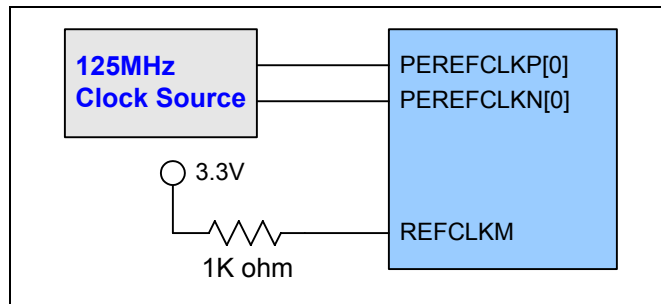 125MHz
Clock Source
PEREFCLKP[0]
PEREFCLKN[0]
3.3V
REFCLKM
1K ohm